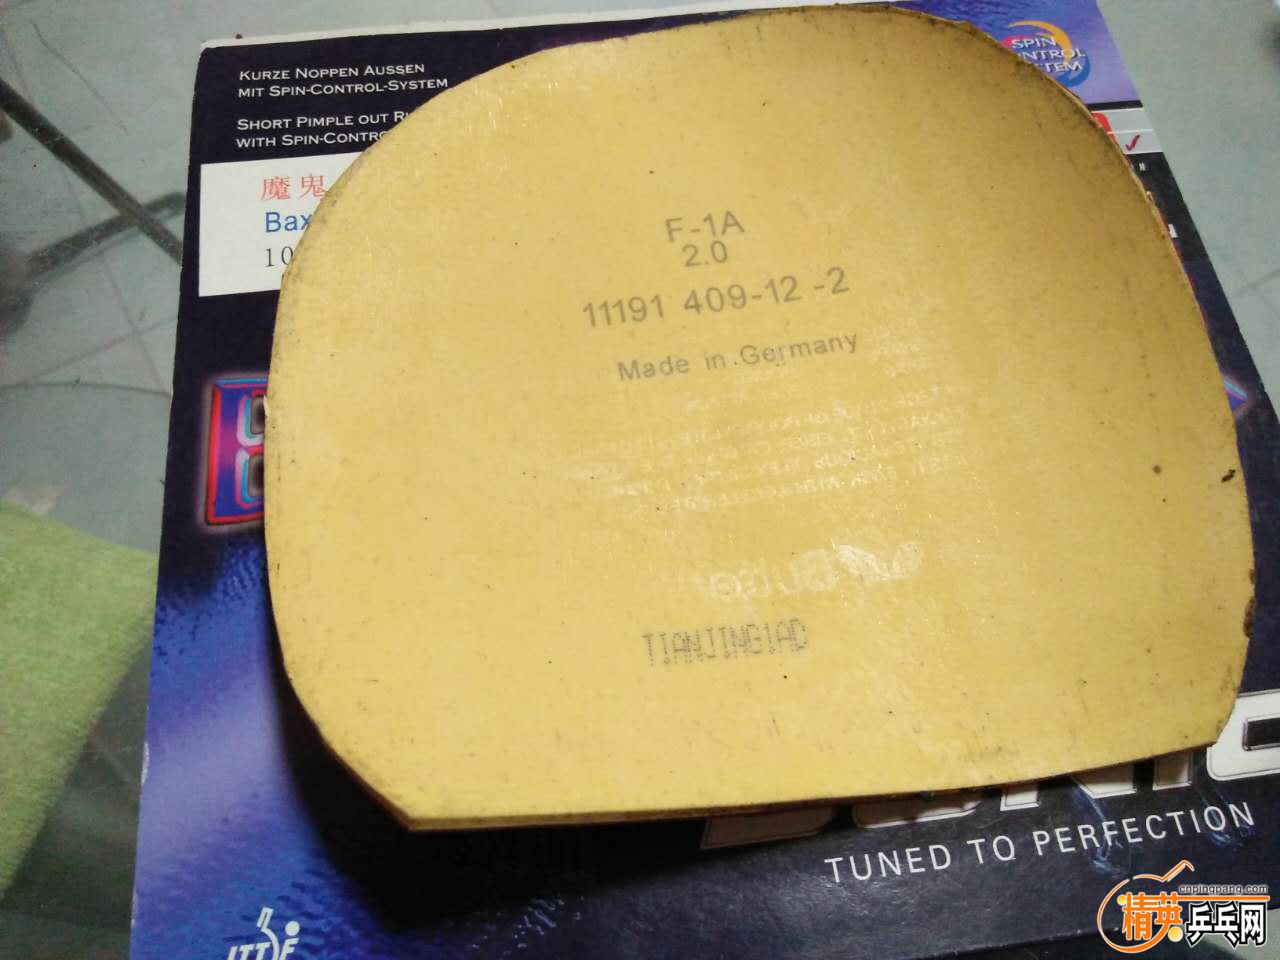 KURZE NOPPEN AUSSEN
MIT SPIN-CONTROL-SYSTEM
SHORT PIMPLE OUT
WITH SPIN-CONTRO
魔鬼
Bax
10
SPIN
CONTROL
SYSTEM
F-1A
2.0
11191 409-12 -2
Made in Germany
TIANJING1AD
TUNED TO PERFECTION
ITTF
cnpingpang.com
精英乒乓网